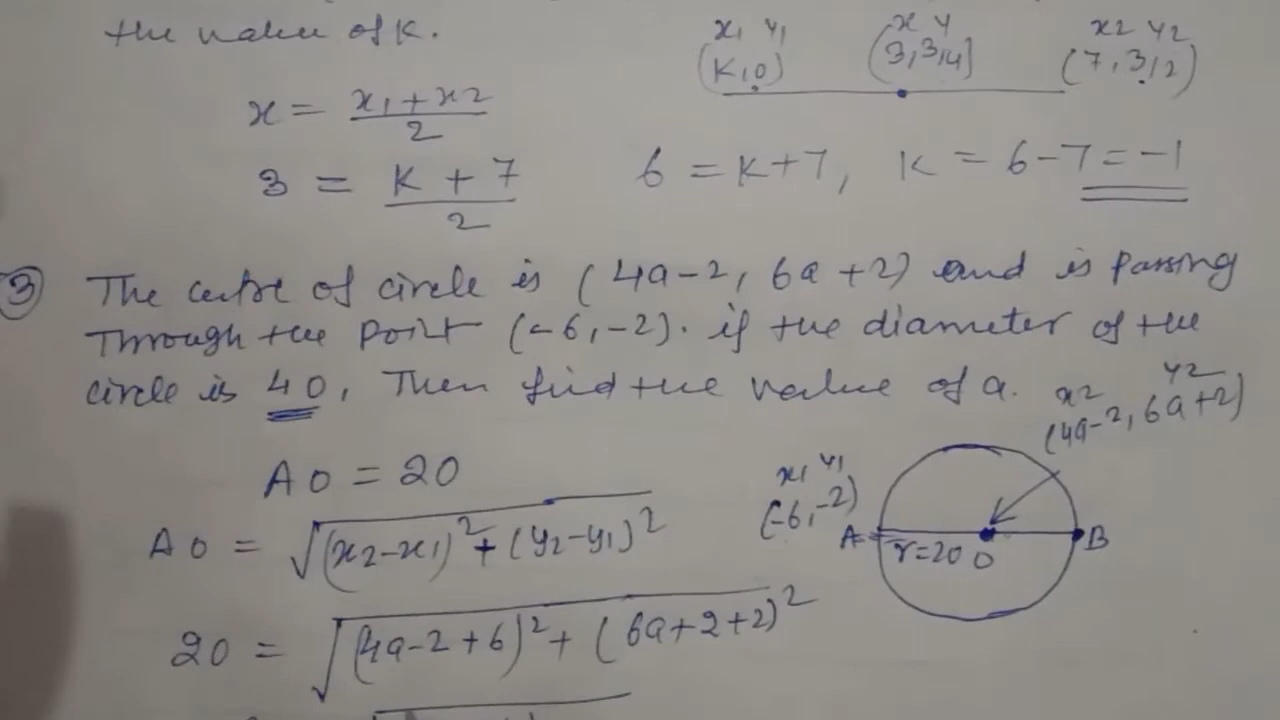 the value of K.
x₁ y₁ x y x2 y2
(K,0) (3,3/4) (7,3/2)
x = x₁+x2/2
3 = K+7/2
6 = K+7, K = 6-7 = -1
3 The centre of circle is (4a-2, 6a+2) and is passing
Through the point (-6,-2). if the diameter of the
circle is 40, Then find the value of a.
x2 y2
(4a-2, 6a+2)
AO = 20
x₁ y₁
(-6,-2)
A r=20 O B
AO = √(x2-x1)²+(y2-y1)²
20 = √(4a-2+6)²+(6a+2+2)²